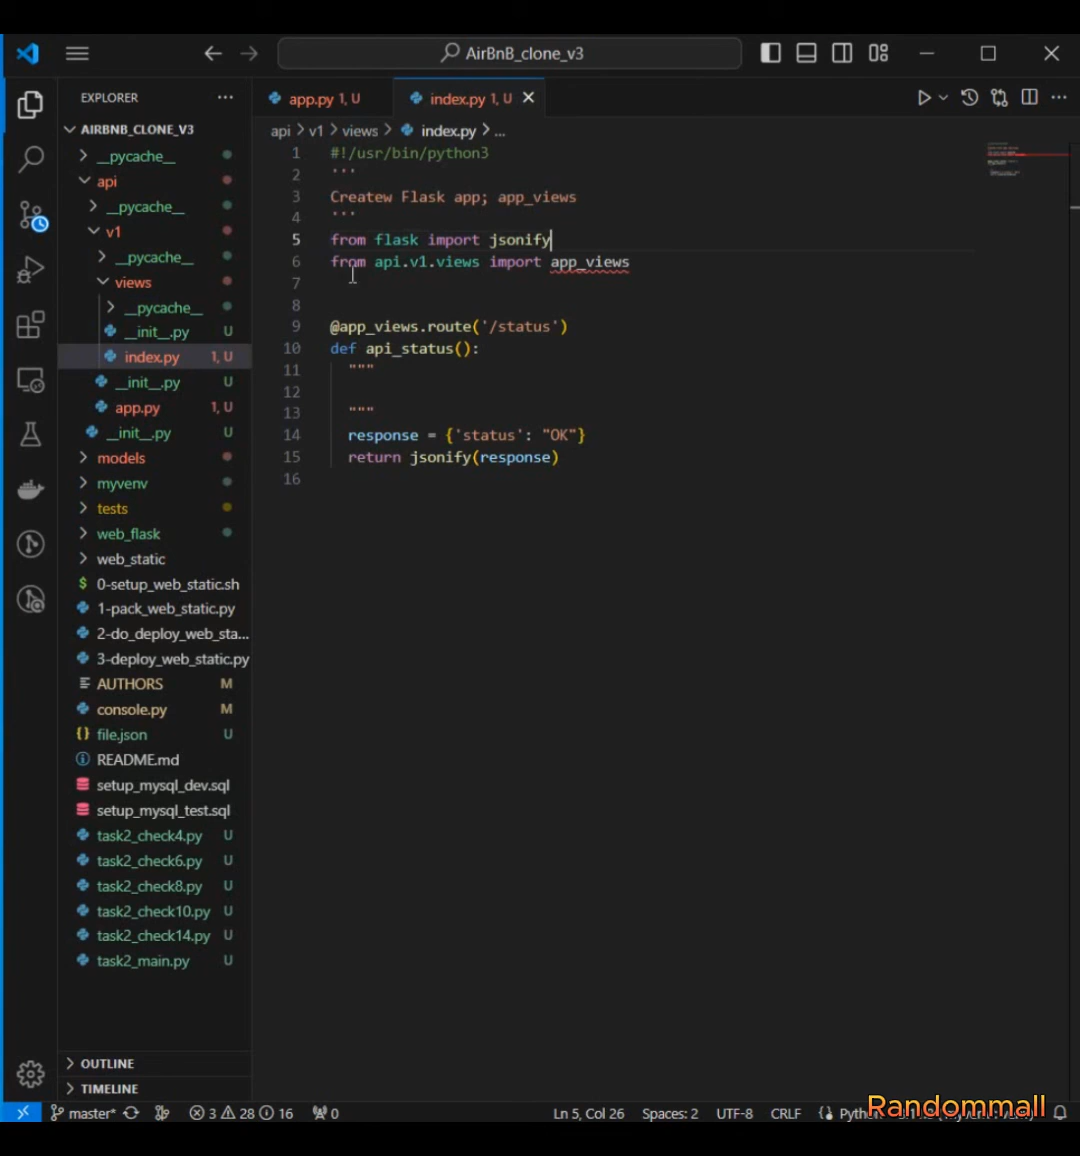 AirBnB_clone_v3
EXPLORER
app.py 1, U
index.py 1, U
AIRBNB_CLONE_V3
api > v1 > views > index.py > ...
__pycache__
api
__pycache__
v1
__pycache__
views
__pycache__
__init__.py U
index.py 1, U
__init__.py U
app.py 1, U
__init__.py U
models
myvenv
tests
web_flask
web_static
0-setup_web_static.sh
1-pack_web_static.py
2-do_deploy_web_sta...
3-deploy_web_static.py
AUTHORS M
console.py M
file.json U
README.md
setup_mysql_dev.sql
setup_mysql_test.sql
task2_check4.py U
task2_check6.py U
task2_check8.py U
task2_check10.py U
task2_check14.py U
task2_main.py U
OUTLINE
TIMELINE
1 #!/usr/bin/python3
2 '''
3 Createw Flask app; app_views
4 '''
5 from flask import jsonify
6 from api.v1.views import app_views
7
8
9 @app_views.route('/status')
10 def api_status():
11 """
12
13 """
14 response = {'status': "OK"}
15 return jsonify(response)
16
master* 3 28 16 0 Ln 5, Col 26 Spaces: 2 UTF-8 CRLF
Randommall